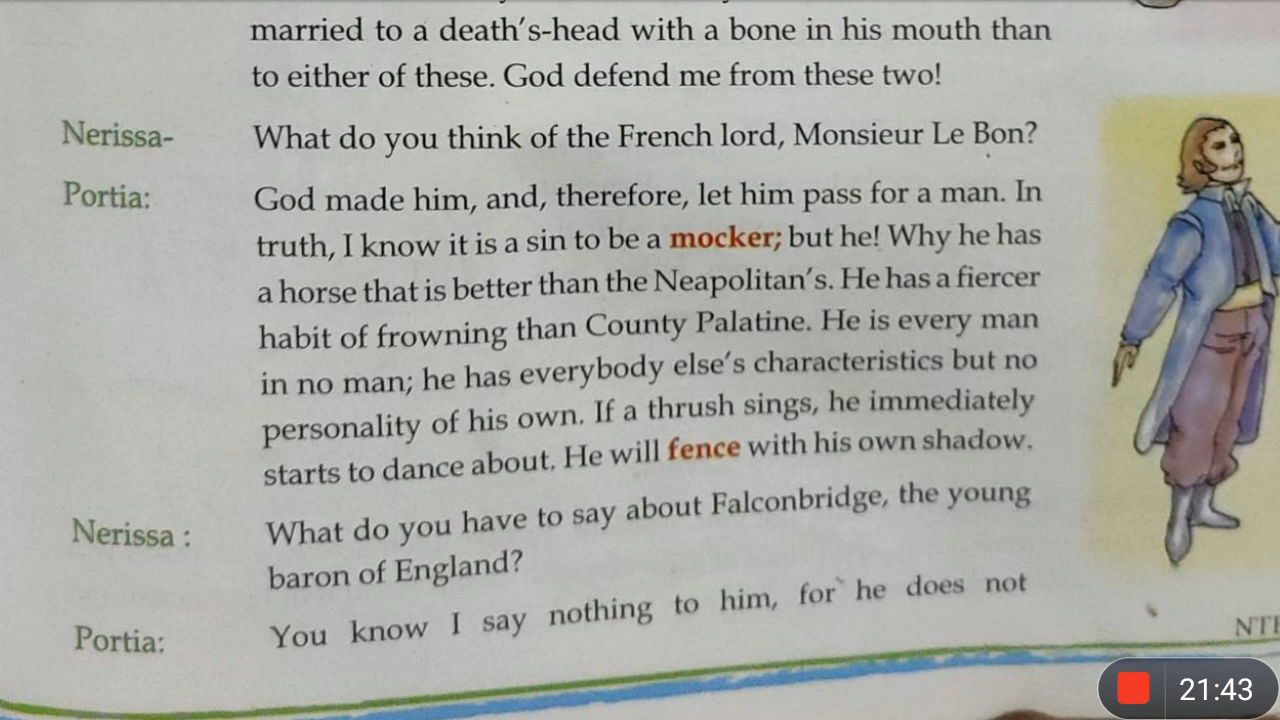 married to a death's-head with a bone in his mouth than
to either of these. God defend me from these two!
Nerissa- What do you think of the French lord, Monsieur Le Bon?
Portia: God made him, and, therefore, let him pass for a man. In
truth, I know it is a sin to be a mocker; but he! Why he has
a horse that is better than the Neapolitan's. He has a fiercer
habit of frowning than County Palatine. He is every man
in no man; he has everybody else's characteristics but no
personality of his own. If a thrush sings, he immediately
starts to dance about. He will fence with his own shadow.
Nerissa : What do you have to say about Falconbridge, the young
baron of England?
Portia: You know I say nothing to him, for he does not
21:43